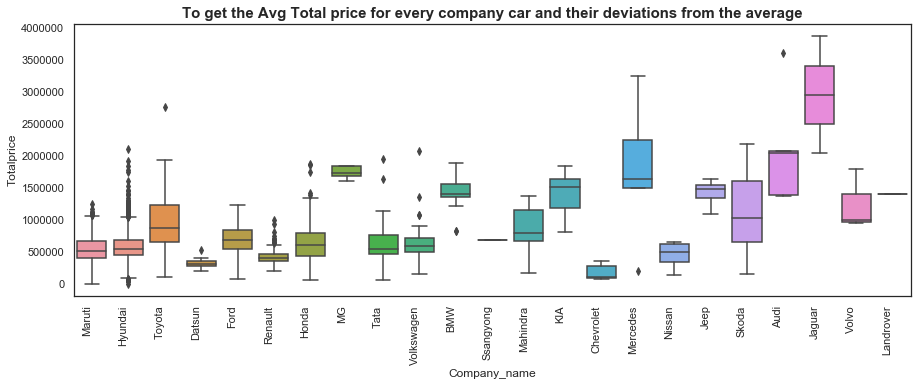 To get the Avg Total price for every company car and their deviations from the average
4000000
3500000
3000000
2500000
2000000
1500000
1000000
500000
0
Totalprice
Maruti
Hyundai
Toyota
Datsun
Ford
Renault
Honda
MG
Tata
Volkswagen
BMW
Ssangyong
Mahindra
KIA
Chevrolet
Mercedes
Nissan
Jeep
Skoda
Audi
Jaguar
Volvo
Landrover
Company_name